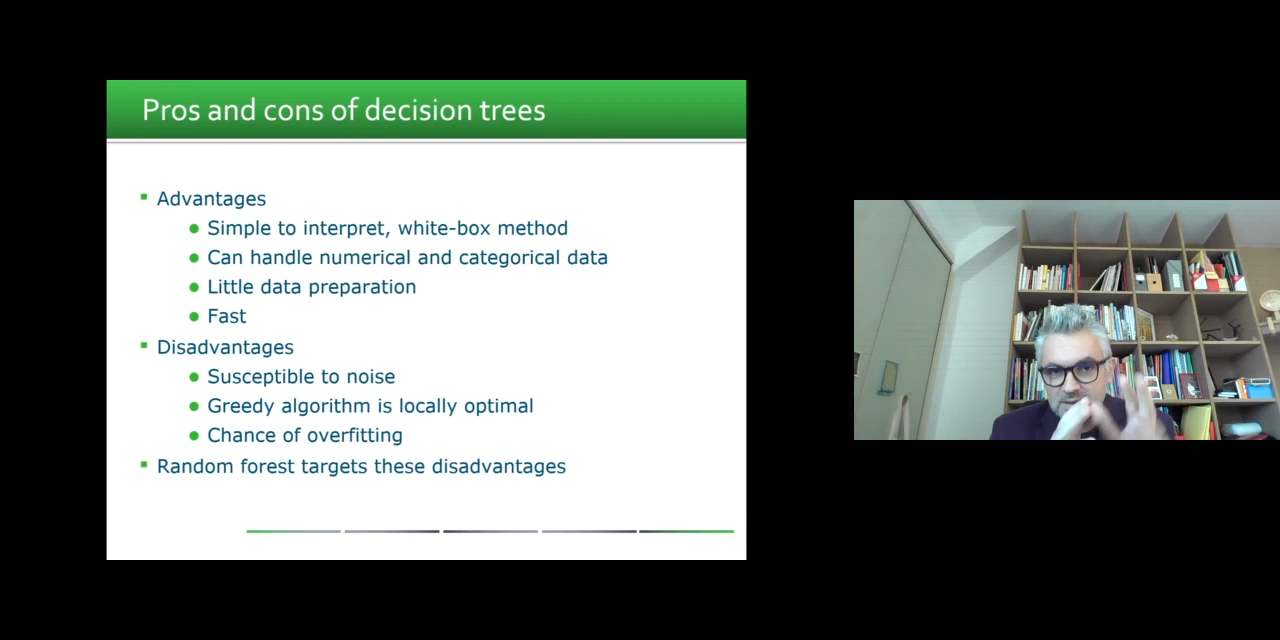 Pros and cons of decision trees
Advantages
Simple to interpret, white-box method
Can handle numerical and categorical data
Little data preparation
Fast
Disadvantages
Susceptible to noise
Greedy algorithm is locally optimal
Chance of overfitting
Random forest targets these disadvantages